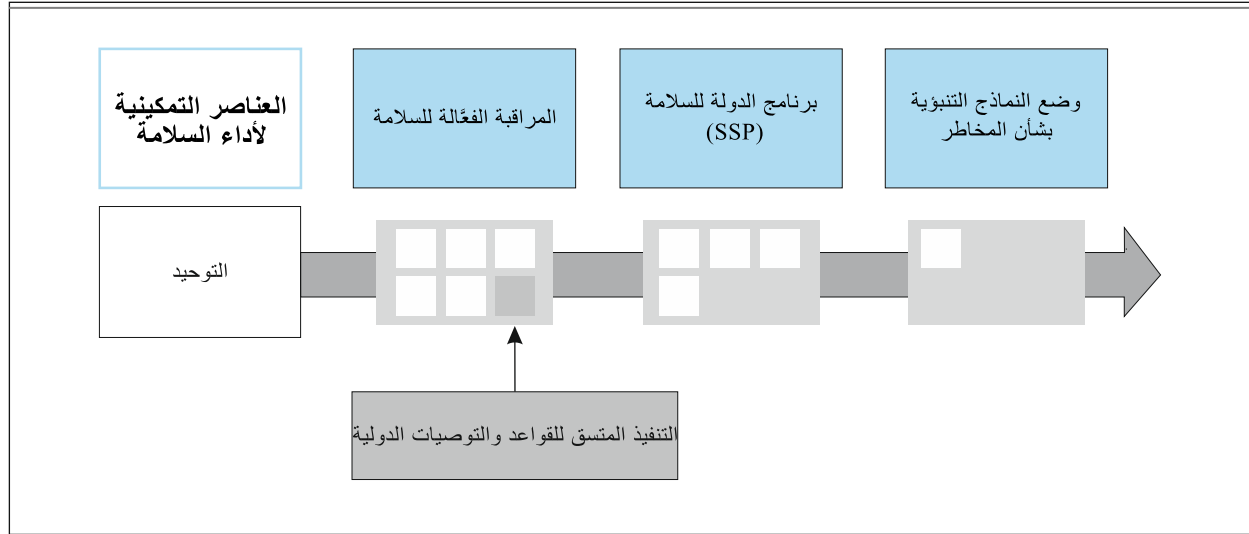 العناصر التمكينية
لأداء السلامة
المراقبة الفعَّالة للسلامة
برنامج الدولة للسلامة
(SSP)
وضع النماذج التنبؤية
بشأن المخاطر
التوحيد
التنفيذ المتسق للقواعد والتوصيات الدولية